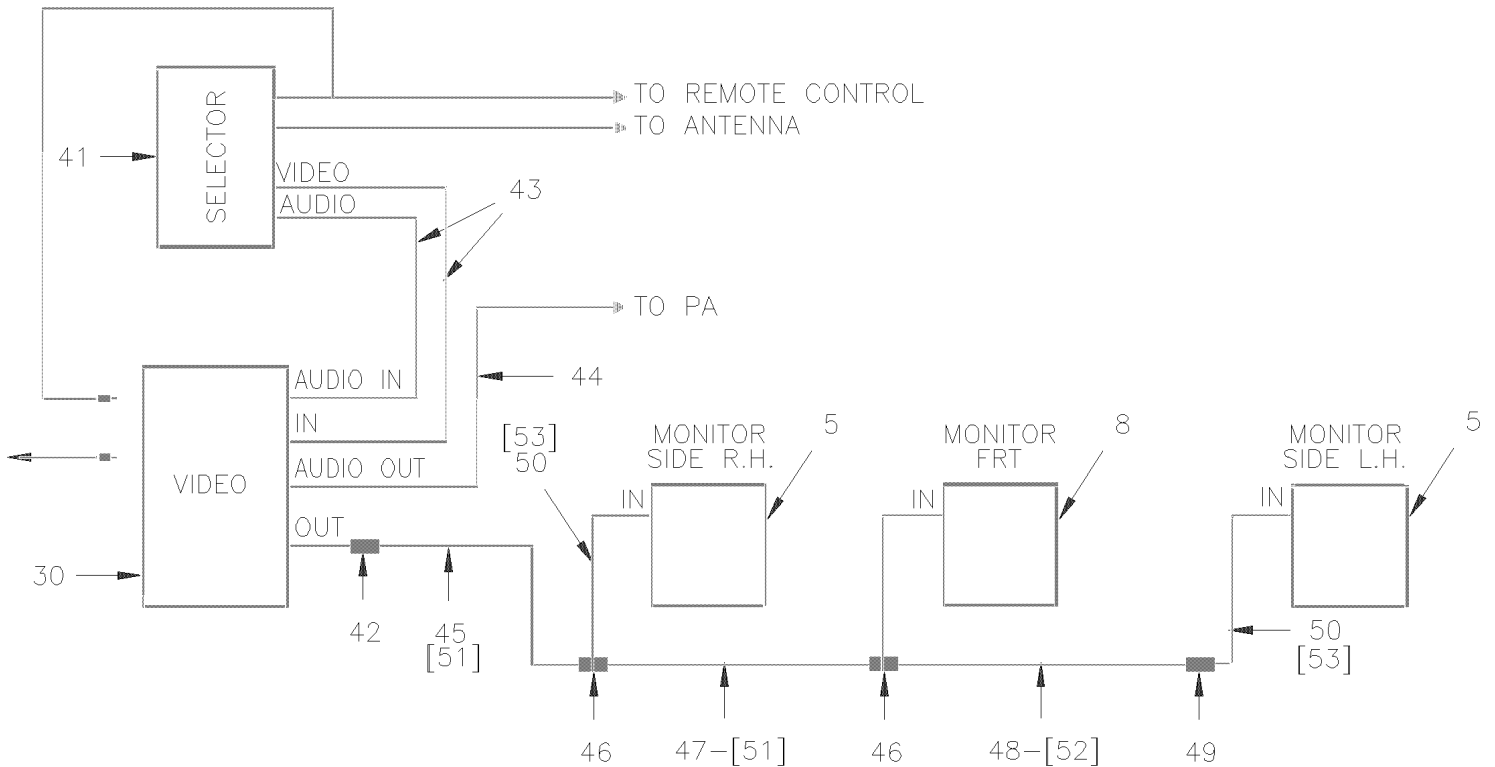 TO REMOTE CONTROL
TO ANTENNA
41
SELECTOR
VIDEO
AUDIO
43
TO PA
AUDIO IN
44
IN
AUDIO OUT
VIDEO
OUT
30
42
45
[51]
[53]
50
MONITOR
SIDE R.H.
5
IN
MONITOR
FRT
8
IN
MONITOR
SIDE L.H.
5
IN
50
[53]
46
47-[51]
46
48-[52]
49